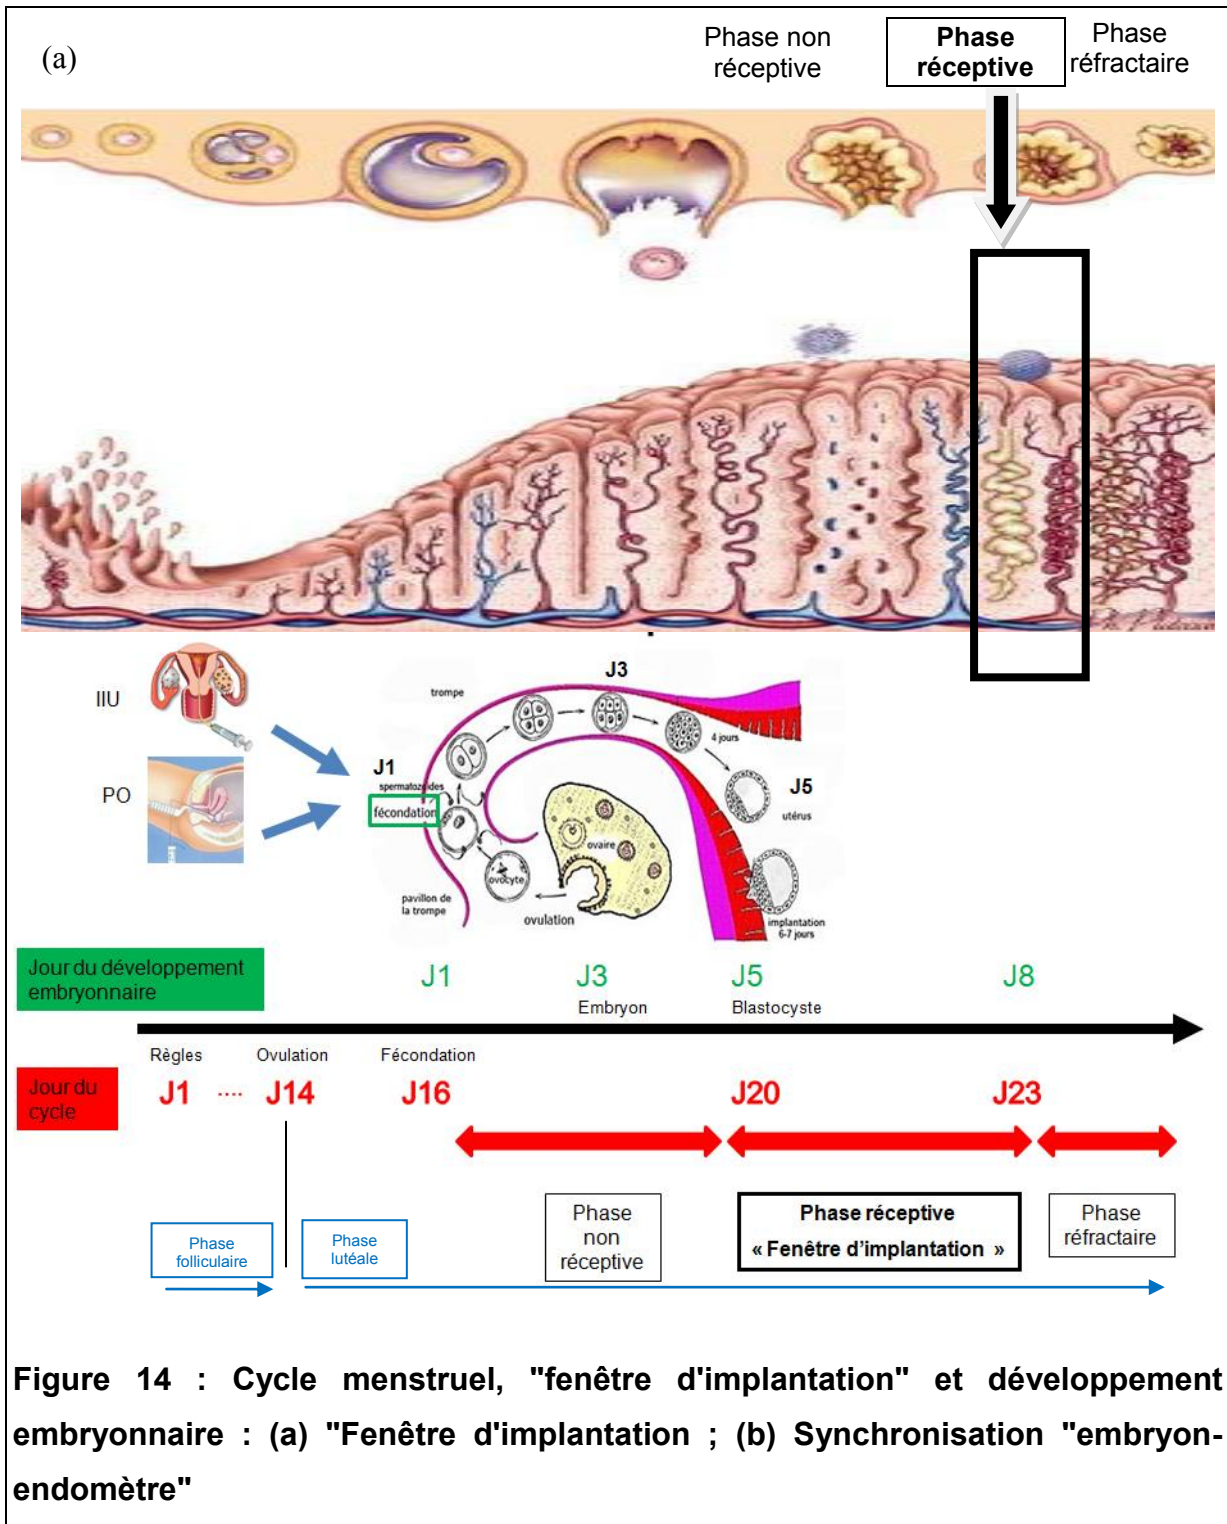 (a)
Phase non
réceptive
Phase
réceptive
Phase
réfractaire
IIU
PO
trompe
J3
4 jours
J1
spermatozoïdes
fécondation
J5
utérus
ovaire
ovocyte
pavillon de
la trompe
ovulation
implantation
6-7 jours
Jour du développement
embryonnaire
J1
J3
J5
J8
Embryon
Blastocyste
Règles
Ovulation
Fécondation
Jour du
cycle
J1 .... J14
J16
J20
J23
Phase
folliculaire
Phase
lutéale
Phase
non
réceptive
Phase réceptive
« Fenêtre d'implantation »
Phase
réfractaire
Figure 14 : Cycle menstruel, "fenêtre d'implantation" et développement
embryonnaire : (a) "Fenêtre d'implantation ; (b) Synchronisation "embryon-
endomètre"